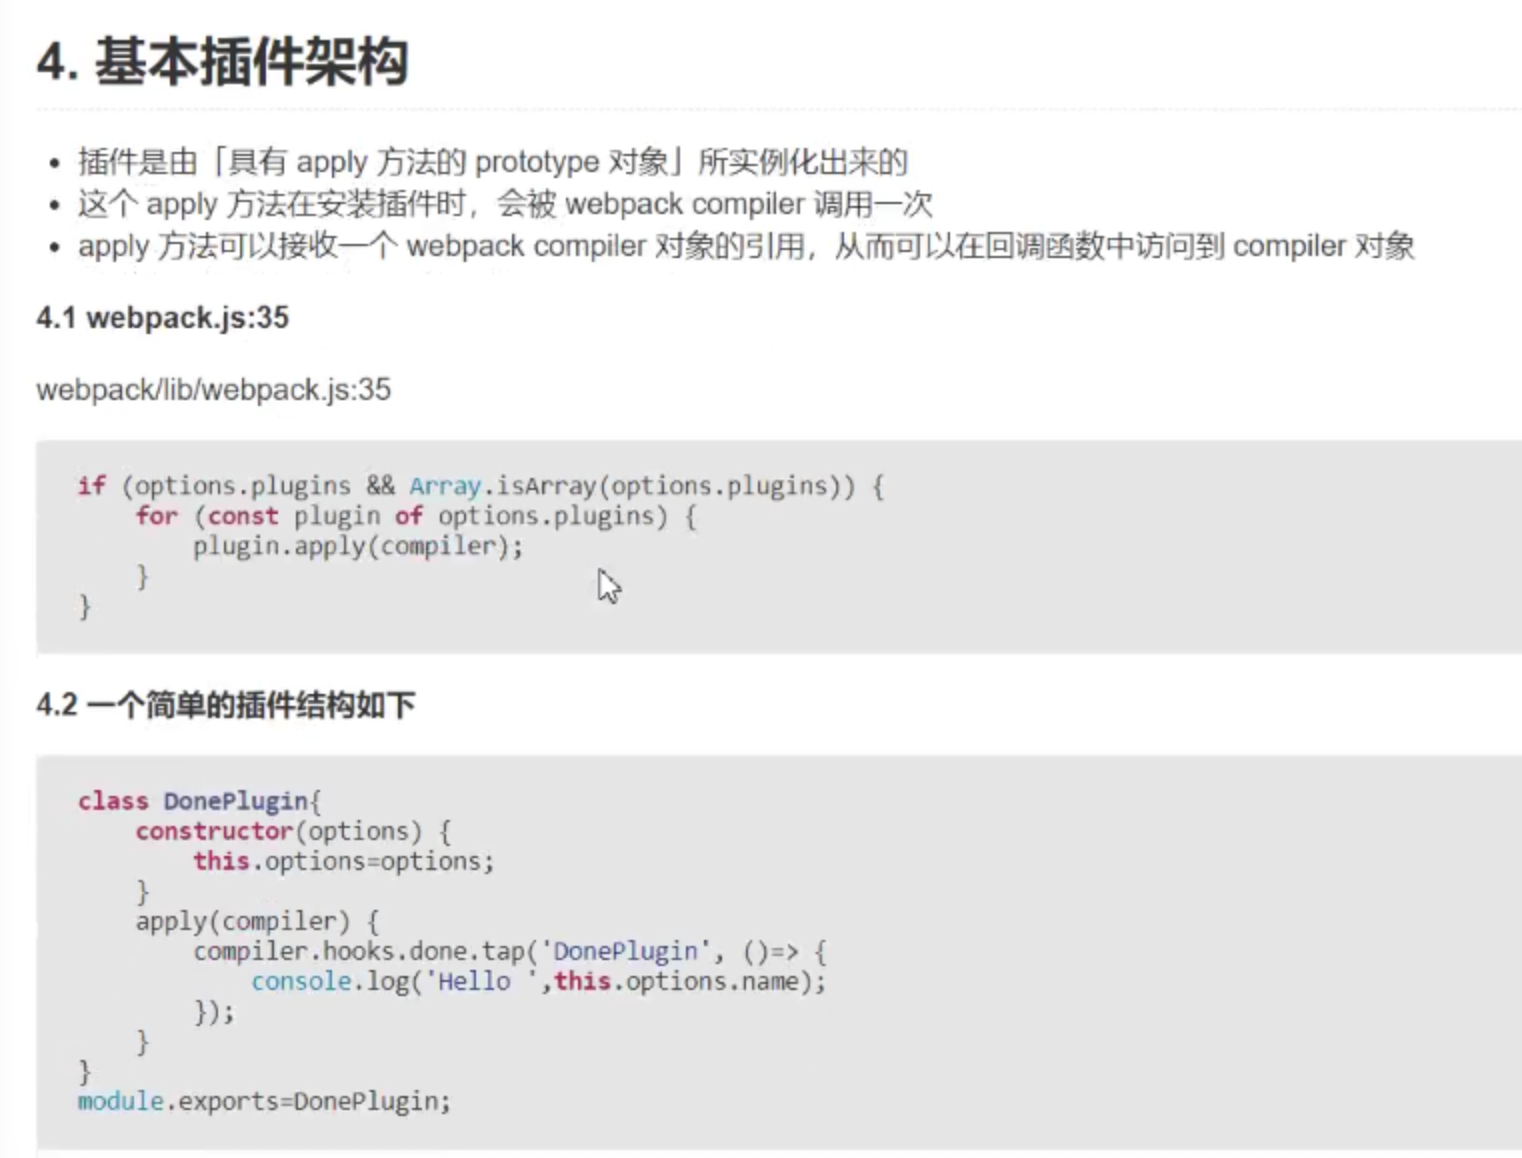 4. 基本插件架构
• 插件是由「具有 apply 方法的 prototype 对象」所实例化出来的
• 这个 apply 方法在安装插件时，会被 webpack compiler 调用一次
• apply 方法可以接收一个 webpack compiler 对象的引用，从而可以在回调函数中访问到 compiler 对象
4.1 webpack.js:35
webpack/lib/webpack.js:35
if (options.plugins && Array.isArray(options.plugins)) {
    for (const plugin of options.plugins) {
        plugin.apply(compiler);
    }
}
4.2 一个简单的插件结构如下
class DonePlugin{
    constructor(options) {
        this.options=options;
    }
    apply(compiler) {
        compiler.hooks.done.tap('DonePlugin', ()=> {
            console.log('Hello ',this.options.name);
        });
    }
}
module.exports=DonePlugin;